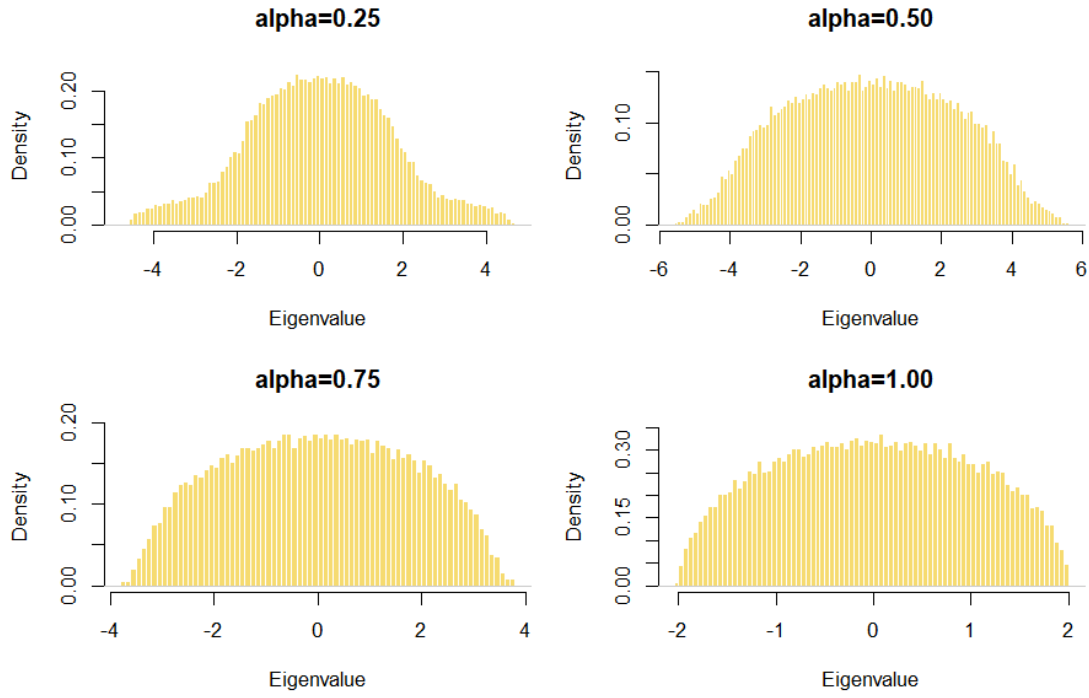 alpha=0.25
Density
0.00 0.10 0.20
-4 -2 0 2 4
Eigenvalue
alpha=0.50
Density
0.00 0.10
-6 -4 -2 0 2 4 6
Eigenvalue
alpha=0.75
Density
0.00 0.10 0.20
-4 -2 0 2 4
Eigenvalue
alpha=1.00
Density
0.00 0.15 0.30
-2 -1 0 1 2
Eigenvalue